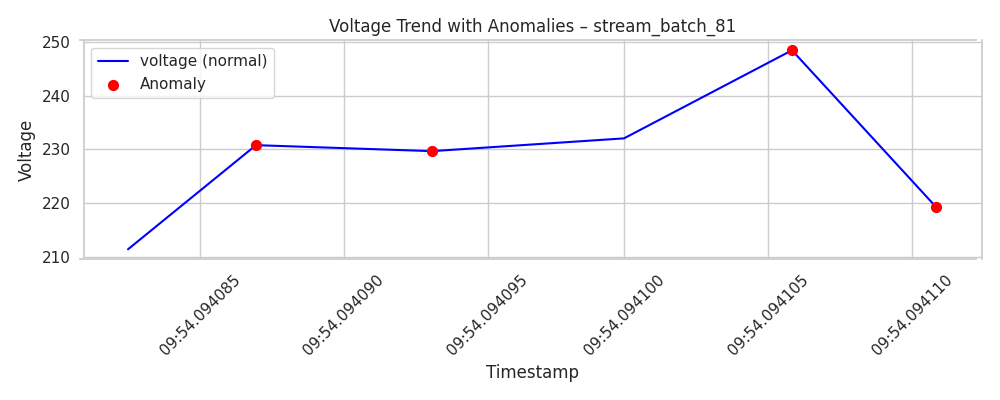 Voltage Trend with Anomalies – stream_batch_81
voltage (normal)
Anomaly
Voltage
250
240
230
220
210
09:54.094085
09:54.094090
09:54.094095
09:54.094100
09:54.094105
09:54.094110
Timestamp